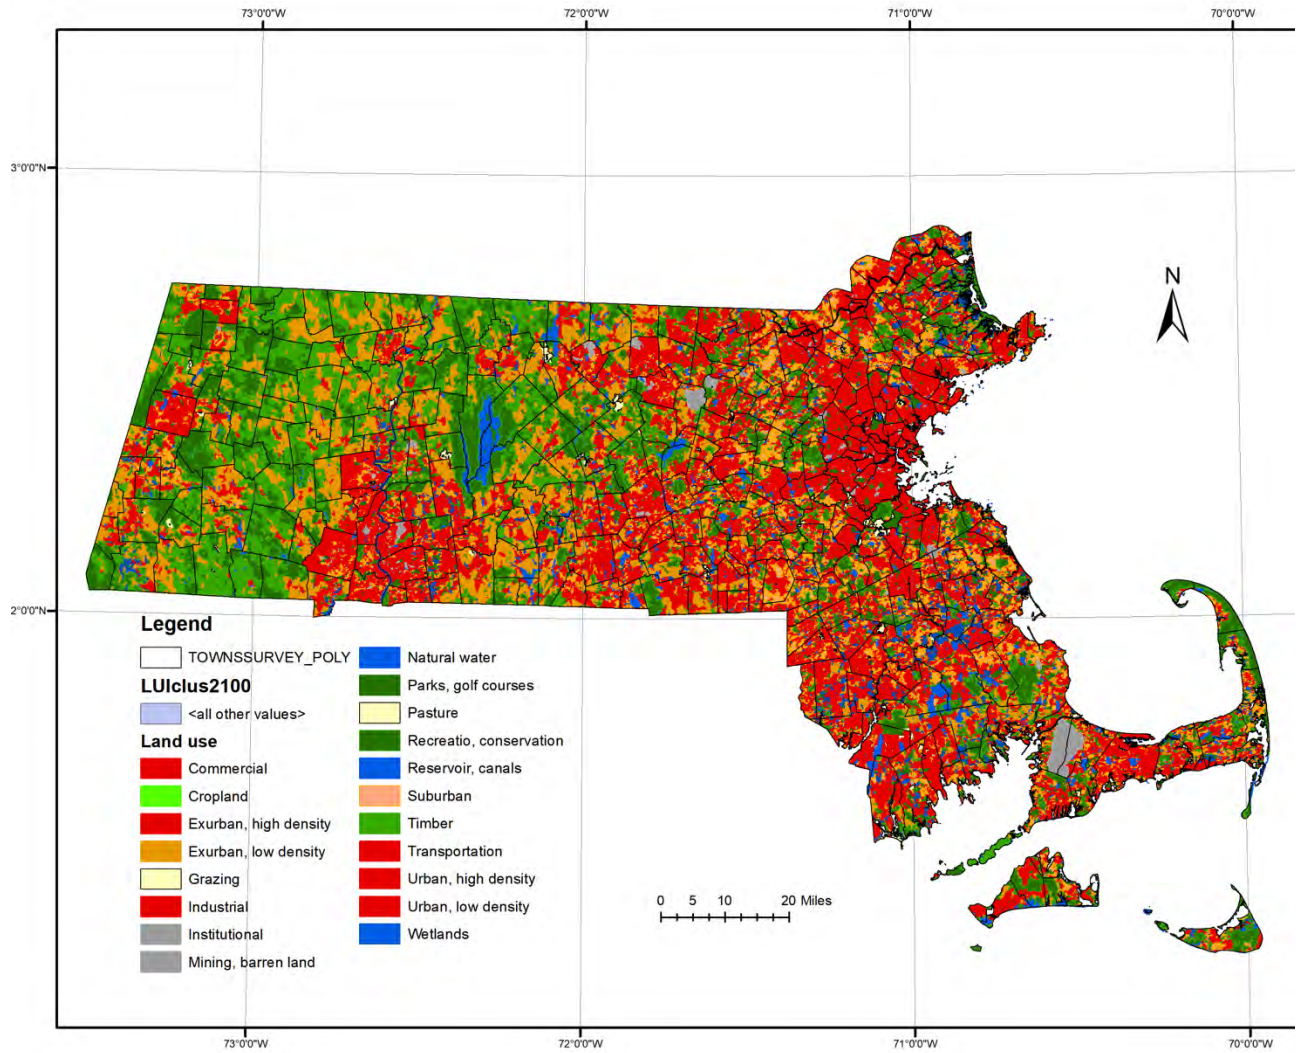 73°0'0"W 72°0'0"W 71°0'0"W 70°0'0"W
3°0'0"N
N
2°0'0"N
Legend
TOWNSSURVEY_POLY
LUIclus2100
<all other values>
Land use
Commercial
Cropland
Exurban, high density
Exurban, low density
Grazing
Industrial
Institutional
Mining, barren land
Natural water
Parks, golf courses
Pasture
Recreatio, conservation
Reservoir, canals
Suburban
Timber
Transportation
Urban, high density
Urban, low density
Wetlands
0 5 10 20 Miles
73°0'0"W 72°0'0"W 71°0'0"W 70°0'0"W